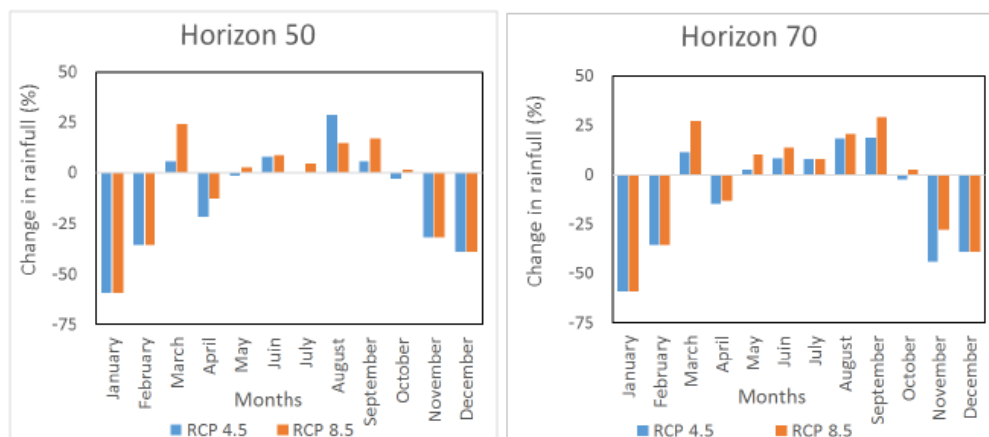 Horizon 50
Change in rainfull (%)
50
25
0
-25
-50
-75
January
February
March
April
May
Juin
July
August
September
October
November
December
Months
RCP 4.5
RCP 8.5
Horizon 70
Change in rainfull (%)
50
25
0
-25
-50
-75
January
February
March
April
May
Juin
July
August
September
October
November
December
Months
RCP 4.5
RCP 8.5